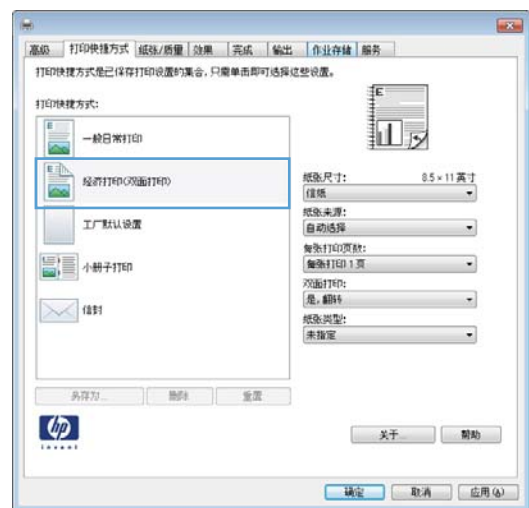 高级 打印快捷方式 纸张/质量 效果 完成 输出 作业存储 服务
打印快捷方式是已保存打印设置的集合，只需单击即可选择这些设置。
打印快捷方式:
一般日常打印
经济打印(双面打印)
工厂默认设置
小册子打印
信封
纸张尺寸: 8.5 × 11 英寸
信纸
纸张来源:
自动选择
每张打印页数:
每张打印 1 页
双面打印:
是，翻转
纸张类型:
未指定
另存为... 删除 重置
hp
invent
关于... 帮助
确定 取消 应用(A)